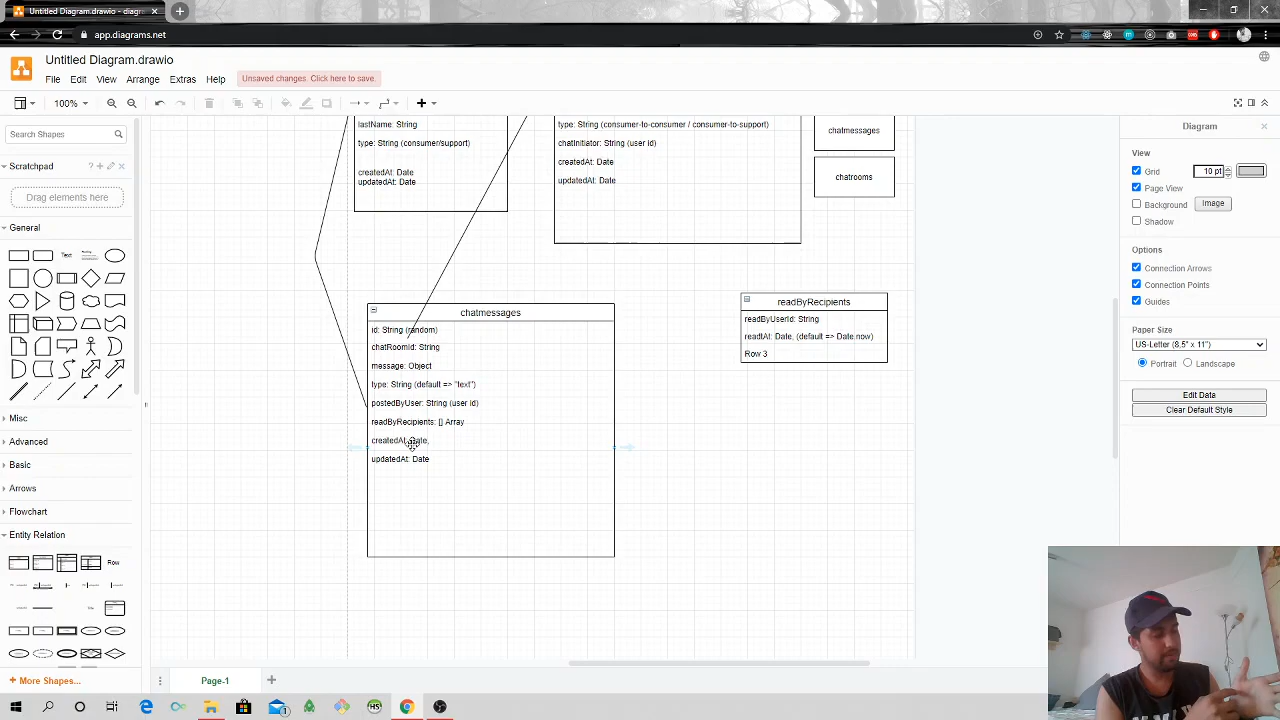 Untitled Diagram.drawio - diagra
app.diagrams.net
Untitled Diagram.drawio
File Edit View Arrange Extras Help
Unsaved changes. Click here to save.
100%
Search Shapes
Scratchpad
Drag elements here
General
Text
Misc
Advanced
Basic
Arrows
Flowchart
Entity Relation
Row
+ More Shapes...
lastName: String
type: String (consumer/support)
createdAt: Date
updatedAt: Date
type: String (consumer-to-consumer / consumer-to-support)
chatInitiator: String (user id)
createdAt: Date
updatedAt: Date
chatmessages
chatrooms
chatmessages
id: String (random)
chatRoomId: String
message: Object
type: String (default => "text")
postedByUser: String (user id)
readByRecipients: [] Array
createdAt: Date,
updatedAt: Date
readByRecipients
readByUserId: String
readtAt: Date, (default => Date.now)
Row 3
Page-1
Diagram
View
Grid
10 pt
Page View
Background
Image
Shadow
Options
Connection Arrows
Connection Points
Guides
Paper Size
US-Letter (8,5" x 11")
Portrait
Landscape
Edit Data
Clear Default Style